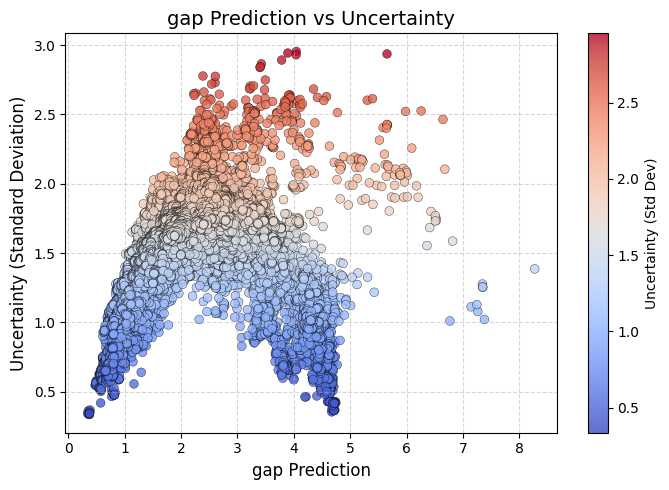 gap Prediction vs Uncertainty
Uncertainty (Standard Deviation)
3.0
2.5
2.0
1.5
1.0
0.5
0 1 2 3 4 5 6 7 8
gap Prediction
2.5
2.0
1.5
1.0
0.5
Uncertainty (Std Dev)